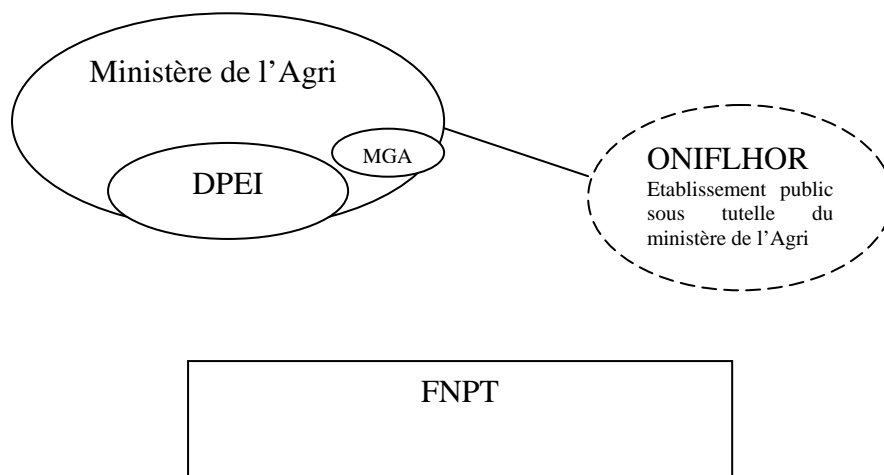 Ministère de l’Agri
MGA
DPEI
ONIFLHOR
Etablissement public
sous tutelle du
ministère de l’Agri
FNPT